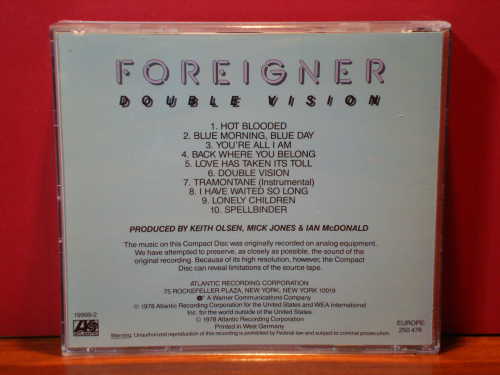 FOREIGNER
DOUBLE VISION
1. HOT BLOODED
2. BLUE MORNING, BLUE DAY
3. YOU'RE ALL I AM
4. BACK WHERE YOU BELONG
5. LOVE HAS TAKEN ITS TOLL
6. DOUBLE VISION
7. TRAMONTANE (Instrumental)
8. I HAVE WAITED SO LONG
9. LONELY CHILDREN
10. SPELLBINDER
PRODUCED BY KEITH OLSEN, MICK JONES & IAN McDONALD
The music on this Compact Disc was originally recorded on analog equipment.
We have attempted to preserve, as closely as possible, the sound of the
original recording. Because of its high resolution, however, the Compact
Disc can reveal limitations of the source tape.
ATLANTIC RECORDING CORPORATION
75 ROCKEFELLER PLAZA, NEW YORK, NEW YORK 10019
A Warner Communications Company
℗ 1978 Atlantic Recording Corporation for the United States and WEA International
Inc. for the world outside of the United States.
© 1978 Atlantic Recording Corporation
Printed in West Germany
Warning: Unauthorized reproduction of this recording is prohibited by Federal law and subject to criminal prosecution.
19999-2
ATLANTIC
EUROPE:
250 476